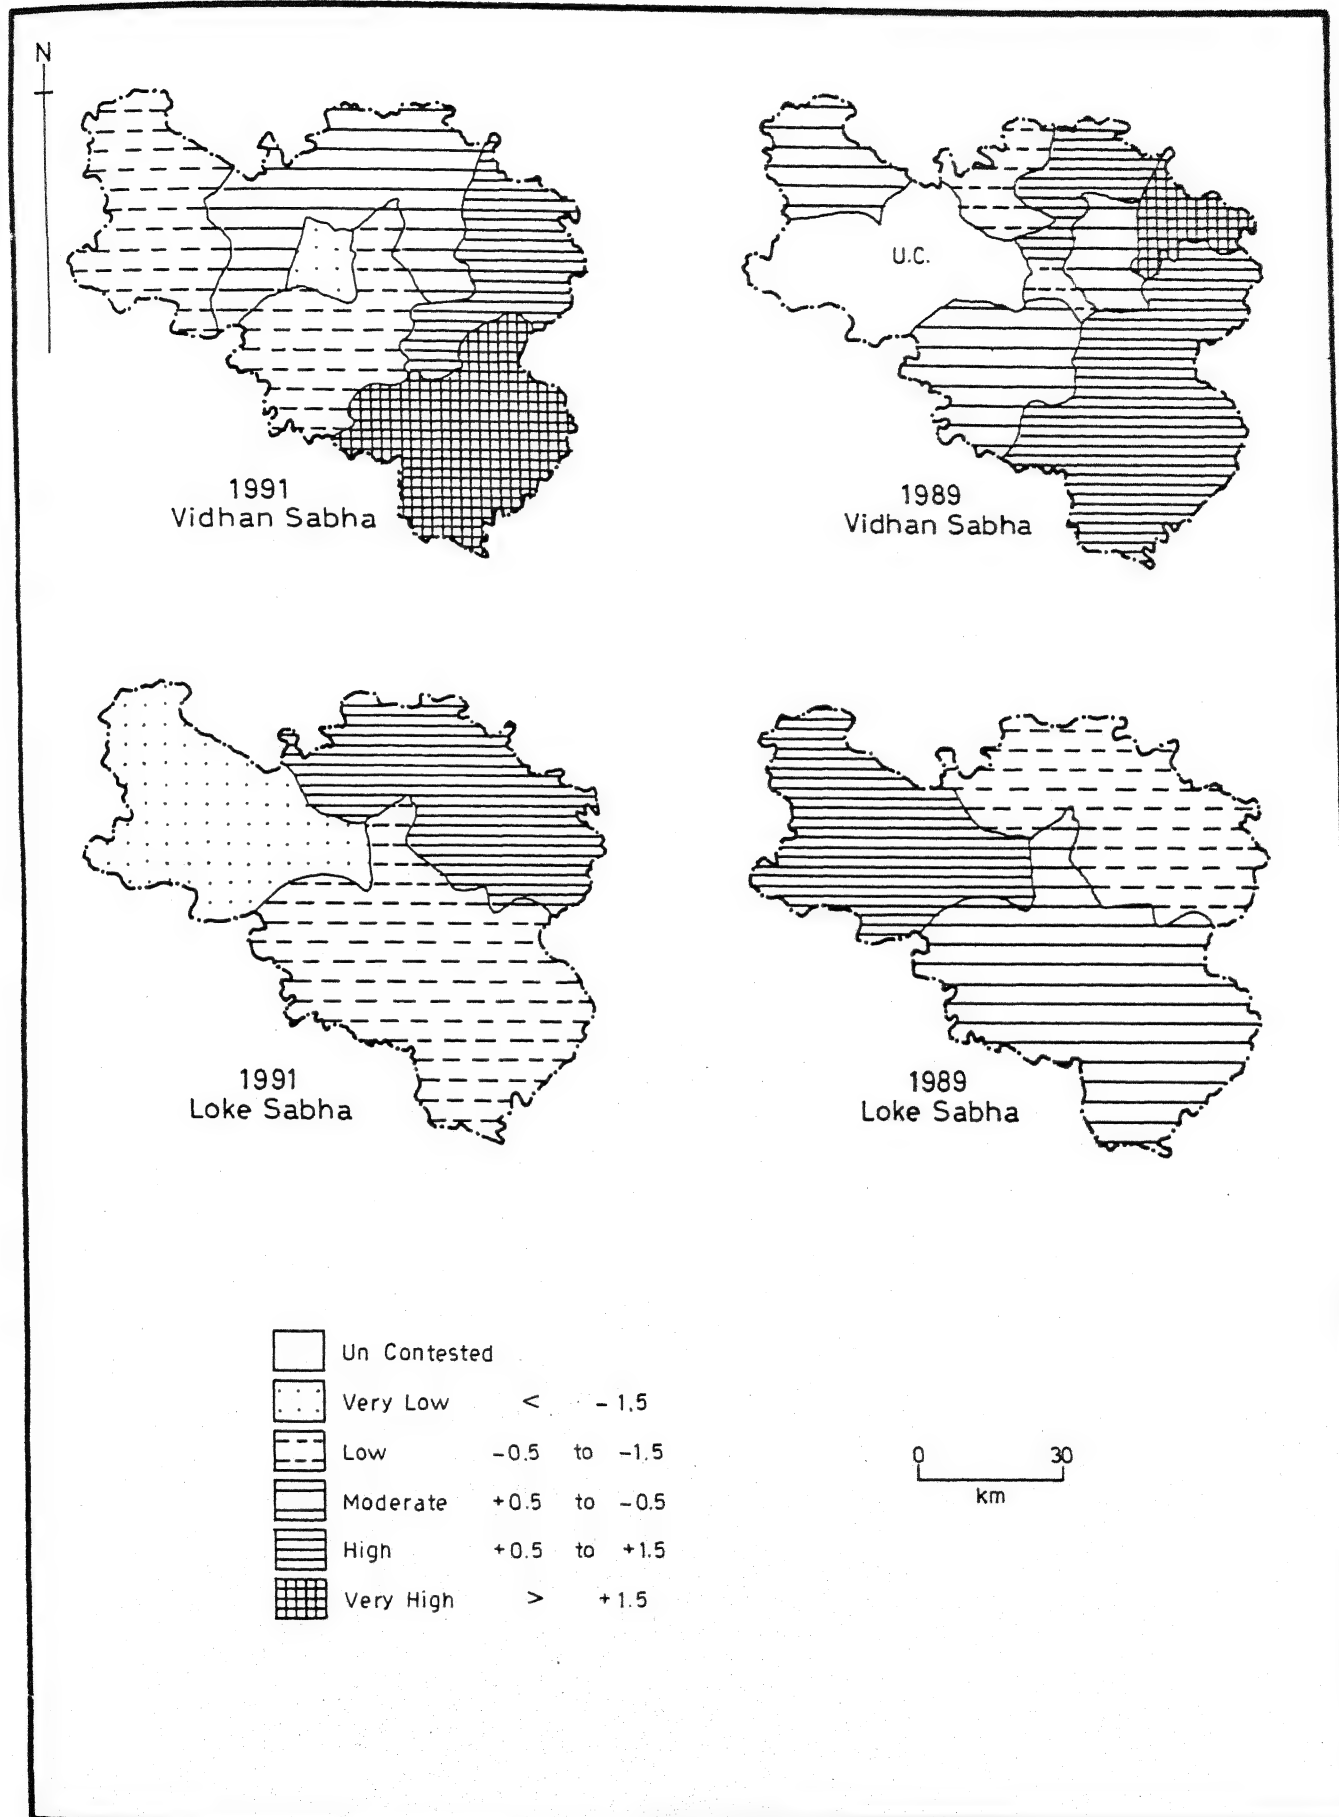 N
U.C.
1991
Vidhan Sabha
1989
Vidhan Sabha
1991
Loke Sabha
1989
Loke Sabha
Un Contested
Very Low < - 1.5
Low -0.5 to -1.5
Moderate +0.5 to -0.5
High +0.5 to +1.5
Very High > +1.5
0 30
km